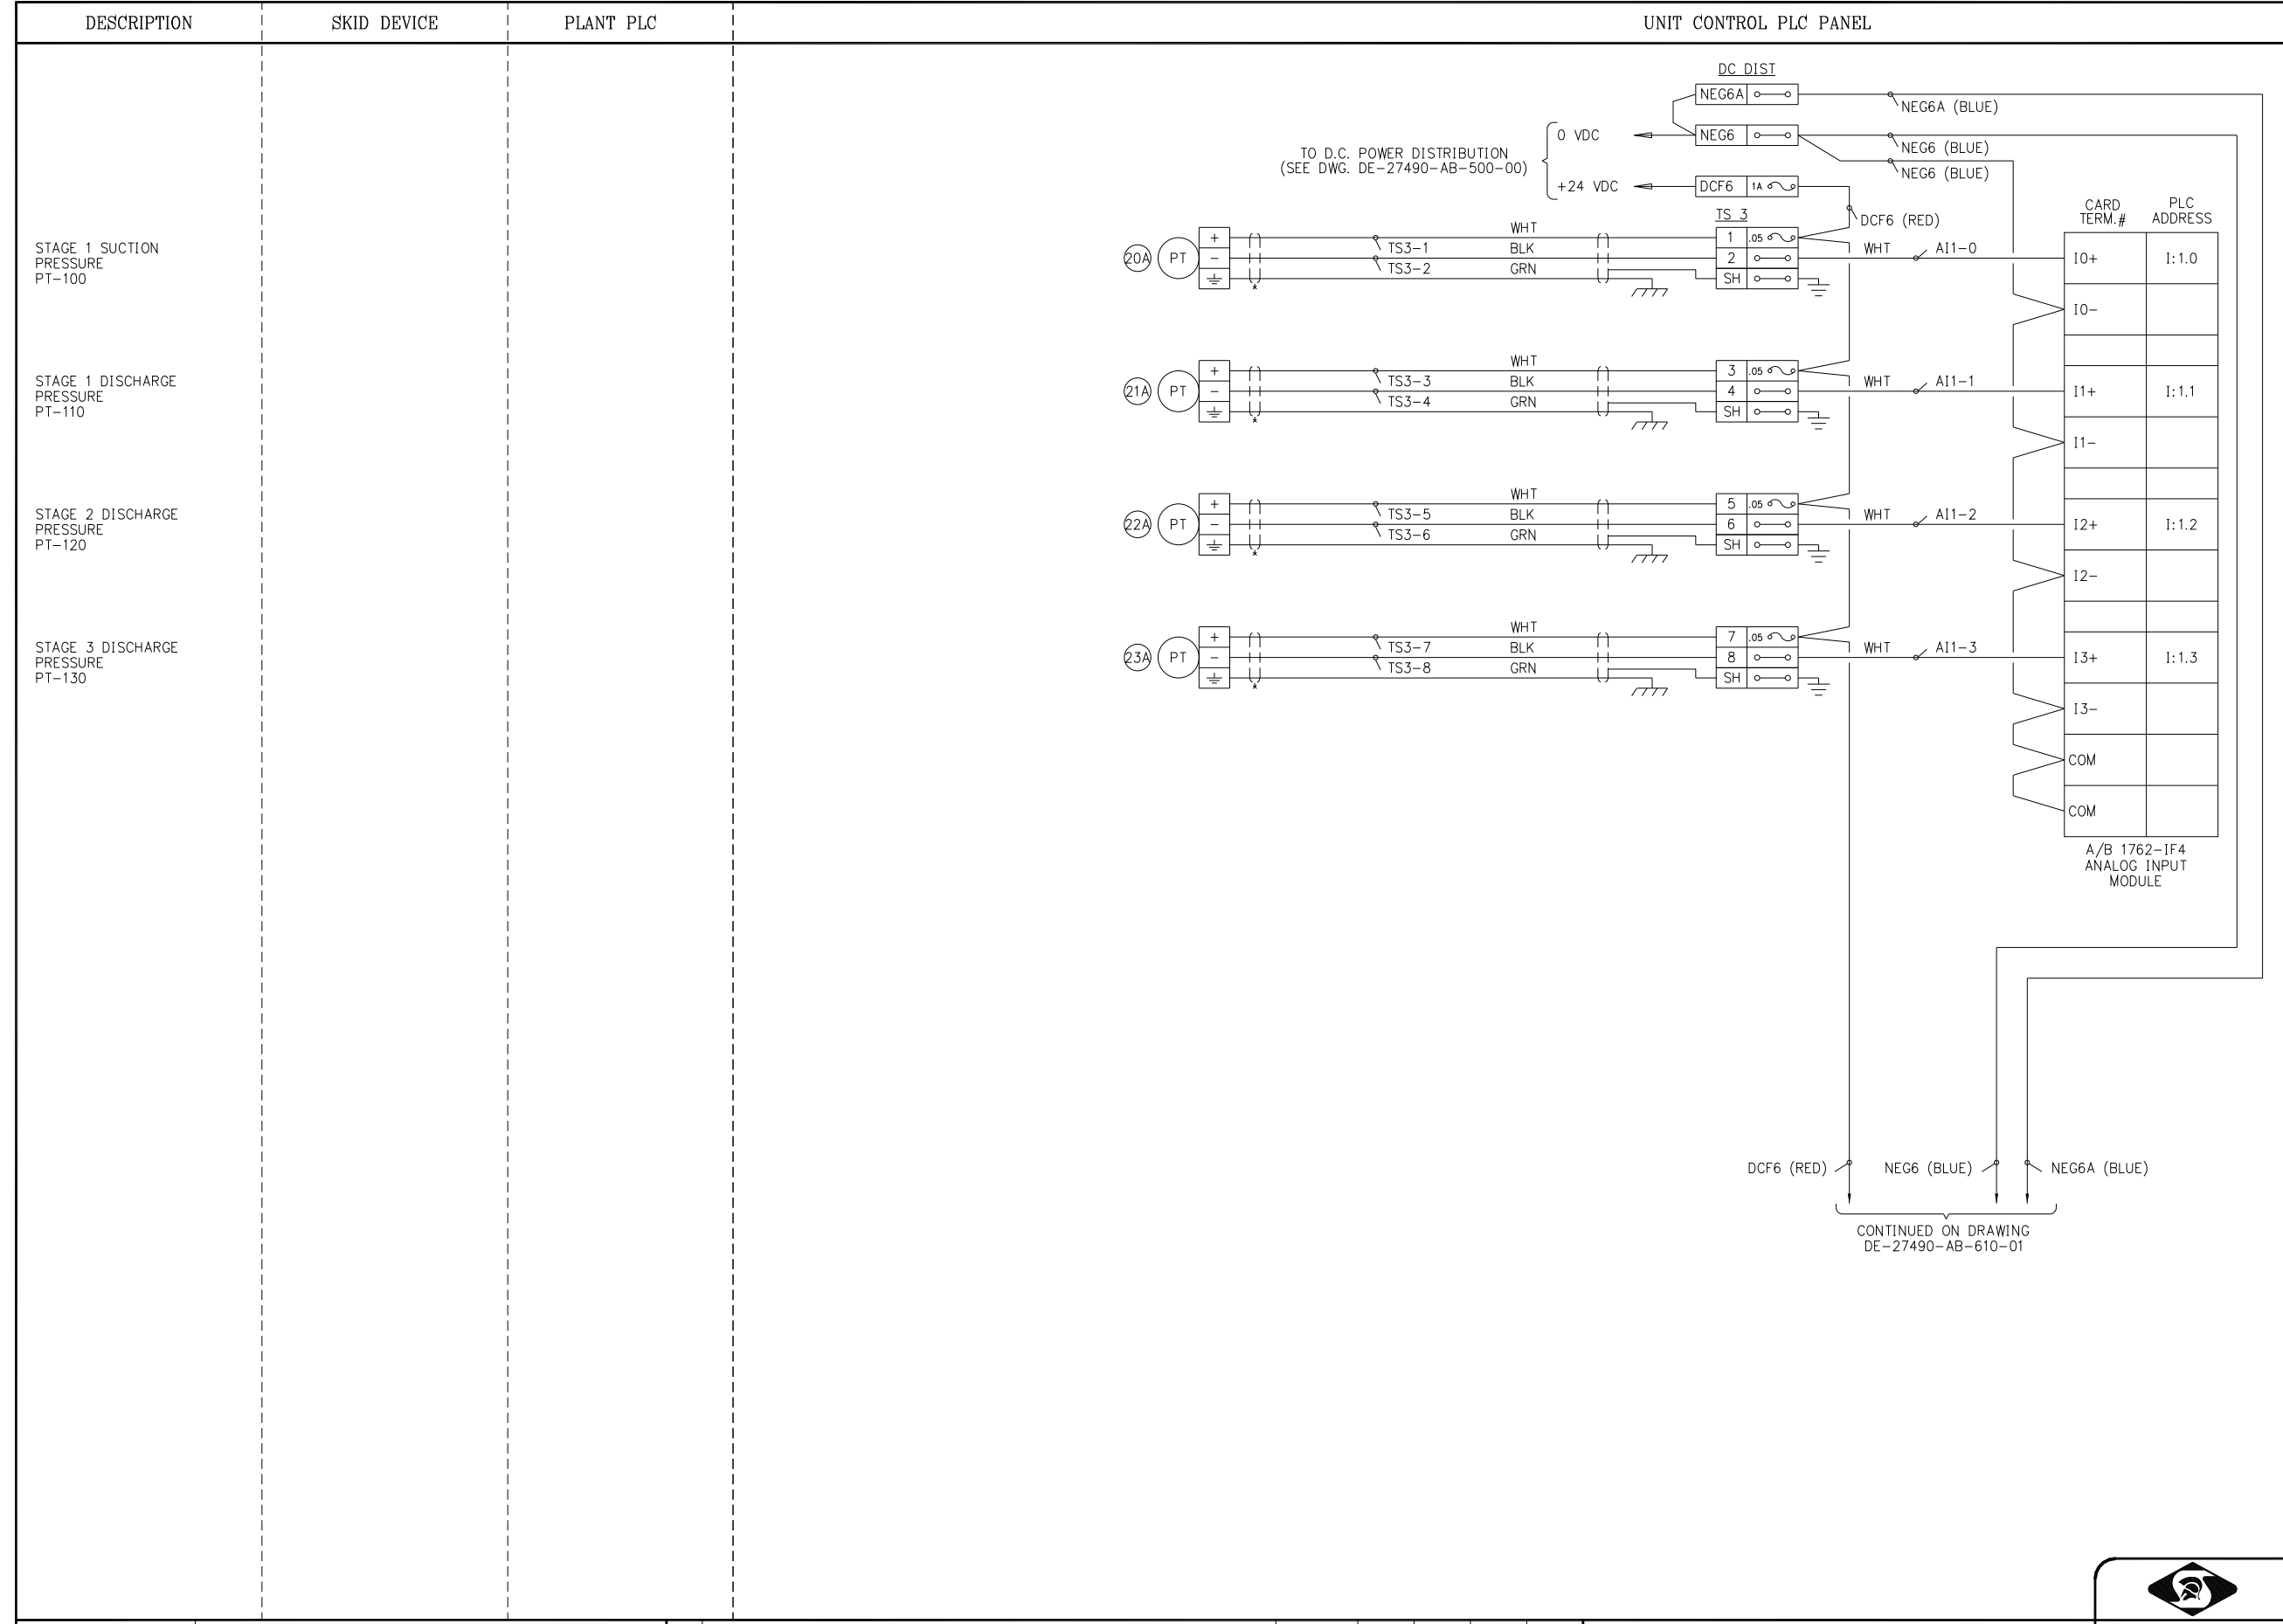 DESCRIPTION
SKID DEVICE
PLANT PLC
UNIT CONTROL PLC PANEL
DC DIST
NEG6A
NEG6A (BLUE)
0 VDC
NEG6
NEG6 (BLUE)
NEG6 (BLUE)
TO D.C. POWER DISTRIBUTION
(SEE DWG. DE-27490-AB-500-00)
+24 VDC
DCF6
1A
DCF6 (RED)
TS 3
CARD
TERM.#
PLC
ADDRESS
STAGE 1 SUCTION
PRESSURE
PT-100
20A
PT
+
-
TS3-1
TS3-2
WHT
BLK
GRN
*
1
.05
2
SH
WHT
AI1-0
I0+
I:1.0
I0-
STAGE 1 DISCHARGE
PRESSURE
PT-110
21A
PT
+
-
TS3-3
TS3-4
WHT
BLK
GRN
*
3
.05
4
SH
WHT
AI1-1
I1+
I:1.1
I1-
STAGE 2 DISCHARGE
PRESSURE
PT-120
22A
PT
+
-
TS3-5
TS3-6
WHT
BLK
GRN
*
5
.05
6
SH
WHT
AI1-2
I2+
I:1.2
I2-
STAGE 3 DISCHARGE
PRESSURE
PT-130
23A
PT
+
-
TS3-7
TS3-8
WHT
BLK
GRN
*
7
.05
8
SH
WHT
AI1-3
I3+
I:1.3
I3-
COM
COM
A/B 1762-IF4
ANALOG INPUT
MODULE
DCF6 (RED)
NEG6 (BLUE)
NEG6A (BLUE)
CONTINUED ON DRAWING
DE-27490-AB-610-01